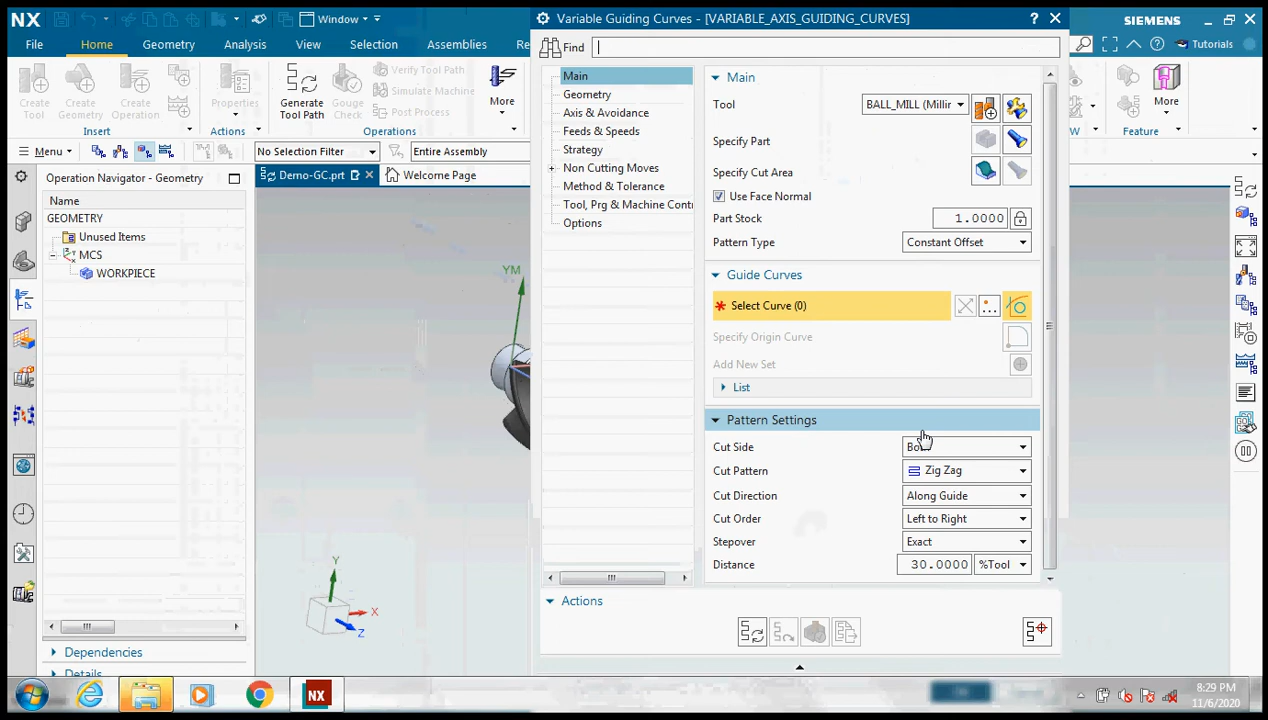 NX
Window
Variable Guiding Curves - [VARIABLE_AXIS_GUIDING_CURVES]
?
SIEMENS
File
Home
Geometry
Analysis
View
Selection
Assemblies
Find
Tutorials
Create Tool
Create Geometry
Create Operation
Insert
Properties
Actions
Generate Tool Path
Gouge Check
Verify Tool Path
Simulate Machine
Post Process
Operations
More
More
Feature
Menu
No Selection Filter
Entire Assembly
Operation Navigator - Geometry
Demo-GC.prt
Welcome Page
Name
GEOMETRY
Unused Items
MCS
WORKPIECE
Dependencies
YM
Y
X
Z
Main
Geometry
Axis & Avoidance
Feeds & Speeds
Strategy
Non Cutting Moves
Method & Tolerance
Tool, Prg & Machine Contr
Options
Main
Tool
BALL_MILL (Millir
Specify Part
Specify Cut Area
Use Face Normal
Part Stock
1.0000
Pattern Type
Constant Offset
Guide Curves
* Select Curve (0)
Specify Origin Curve
Add New Set
List
Pattern Settings
Cut Side
Cut Pattern
Zig Zag
Cut Direction
Along Guide
Cut Order
Left to Right
Stepover
Exact
Distance
30.0000
%Tool
Actions
NX
8:29 PM
11/6/2020